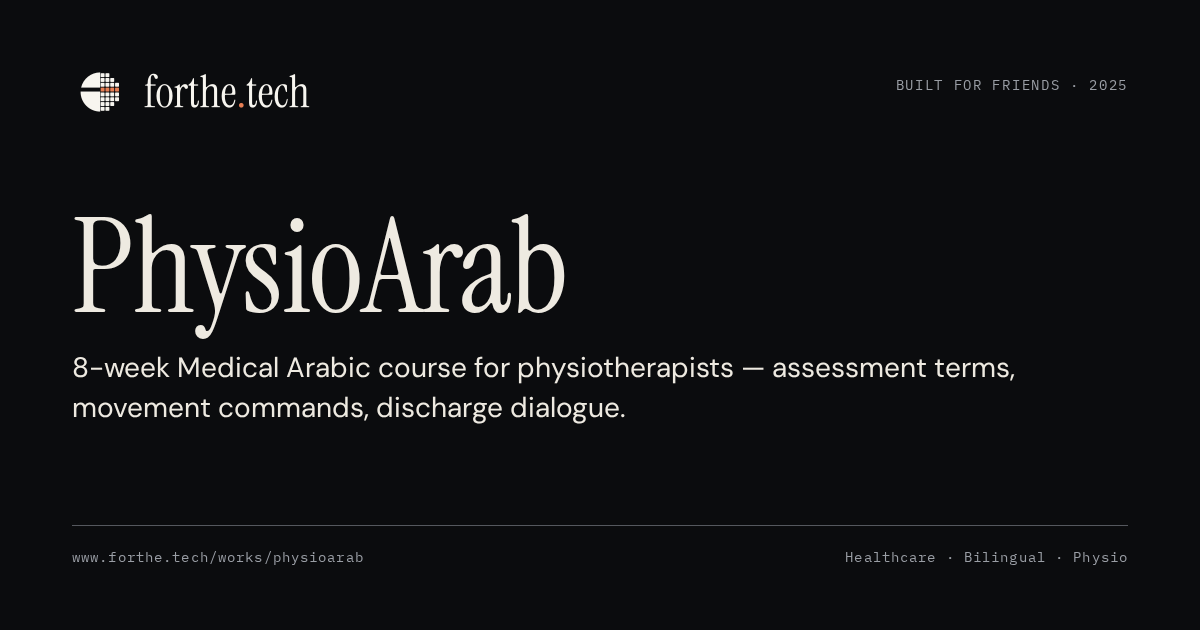 forthe.tech
BUILT FOR FRIENDS · 2025
PhysioArab
8-week Medical Arabic course for physiotherapists — assessment terms,
movement commands, discharge dialogue.
www.forthe.tech/works/physioarab
Healthcare · Bilingual · Physio